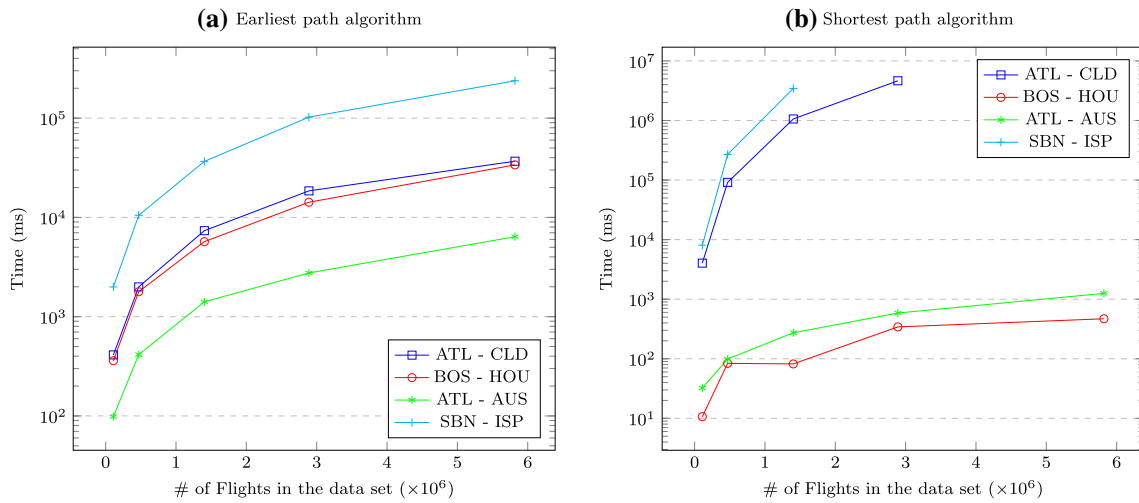 (a) Earliest path algorithm
10^5
10^4
10^3
10^2
Time (ms)
0 1 2 3 4 5 6
# of Flights in the data set (×10^6)
ATL - CLD
BOS - HOU
ATL - AUS
SBN - ISP
(b) Shortest path algorithm
10^7
10^6
10^5
10^4
10^3
10^2
10^1
Time (ms)
0 1 2 3 4 5 6
# of Flights in the data set (×10^6)
ATL - CLD
BOS - HOU
ATL - AUS
SBN - ISP